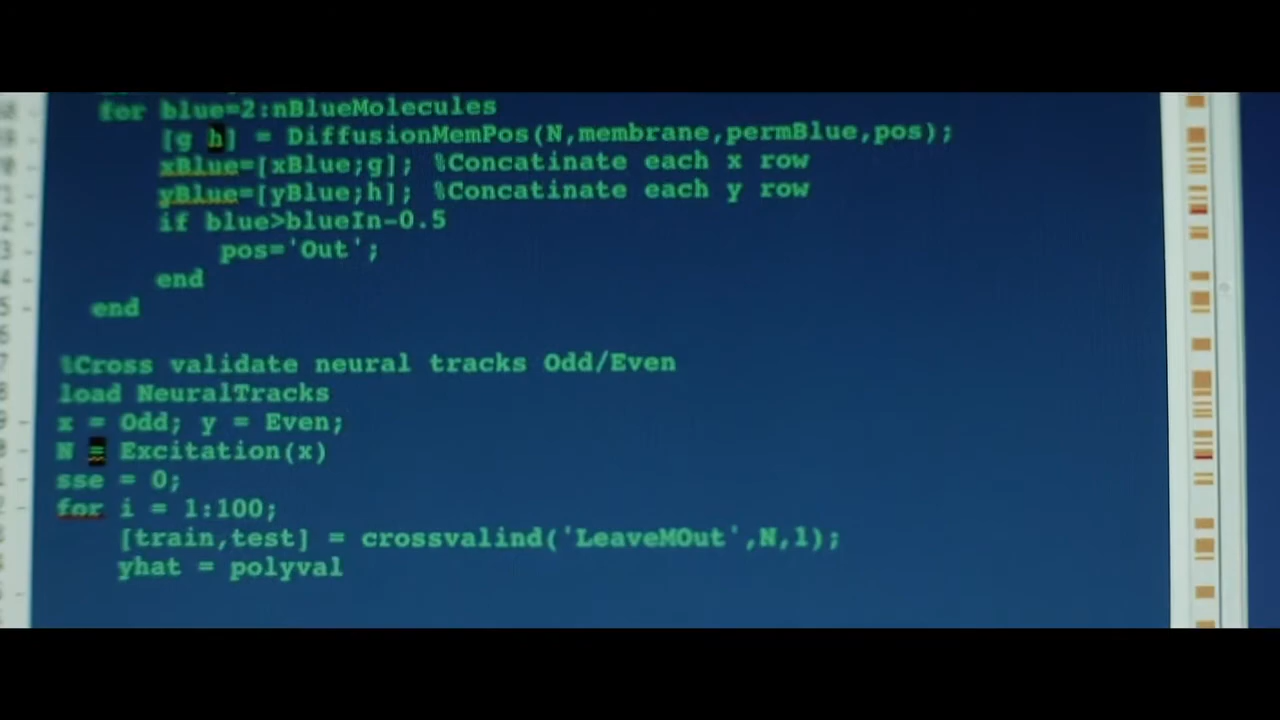 for blue=2:nBlueMolecules
[g h] = DiffusionMemPos(N,membrane,permBlue,pos);
xBlue=[xBlue;g]; %Concatinate each x row
yBlue=[yBlue;h]; %Concatinate each y row
if blue>blueIn-0.5
pos='Out';
end
end
%Cross validate neural tracks Odd/Even
load NeuralTracks
x = Odd; y = Even;
N = Excitation(x)
sse = 0;
for i = 1:100;
[train,test] = crossvalind('LeaveMOut',N,1);
yhat = polyval